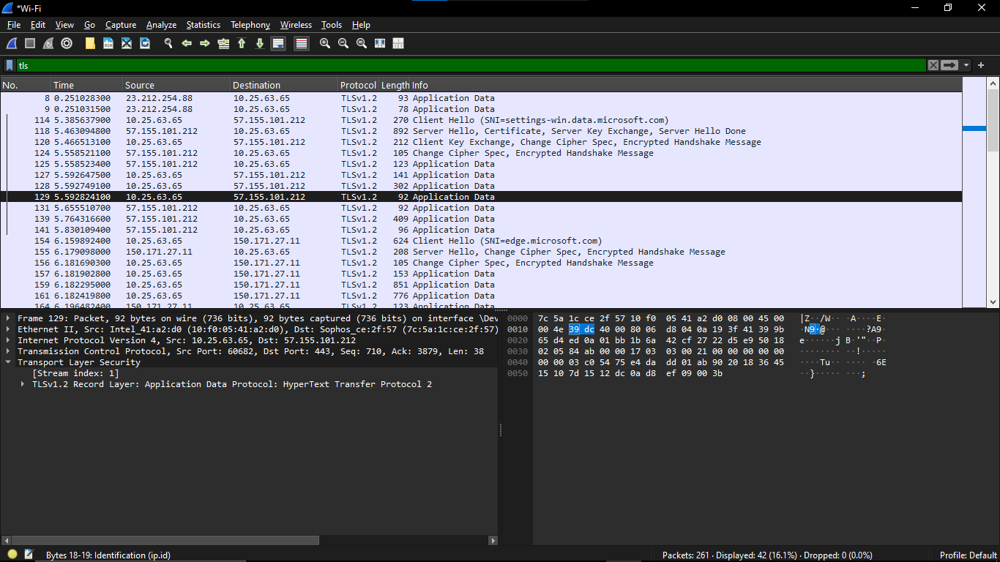 *Wi-Fi
File Edit View Go Capture Analyze Statistics Telephony Wireless Tools Help
tls
No. Time Source Destination Protocol Length Info
8 0.251028300 23.212.254.88 10.25.63.65 TLSv1.2 93 Application Data
9 0.251031500 23.212.254.88 10.25.63.65 TLSv1.2 78 Application Data
114 5.385637900 10.25.63.65 57.155.101.212 TLSv1.2 270 Client Hello (SNI=settings-win.data.microsoft.com)
118 5.463094800 57.155.101.212 10.25.63.65 TLSv1.2 892 Server Hello, Certificate, Server Key Exchange, Server Hello Done
120 5.466513100 10.25.63.65 57.155.101.212 TLSv1.2 212 Client Key Exchange, Change Cipher Spec, Encrypted Handshake Message
124 5.558521100 57.155.101.212 10.25.63.65 TLSv1.2 105 Change Cipher Spec, Encrypted Handshake Message
125 5.558523400 57.155.101.212 10.25.63.65 TLSv1.2 123 Application Data
127 5.592647500 10.25.63.65 57.155.101.212 TLSv1.2 141 Application Data
128 5.592749100 10.25.63.65 57.155.101.212 TLSv1.2 302 Application Data
129 5.592824100 10.25.63.65 57.155.101.212 TLSv1.2 92 Application Data
131 5.655510700 57.155.101.212 10.25.63.65 TLSv1.2 92 Application Data
139 5.764316600 57.155.101.212 10.25.63.65 TLSv1.2 409 Application Data
141 5.830109400 57.155.101.212 10.25.63.65 TLSv1.2 96 Application Data
154 6.159892400 10.25.63.65 150.171.27.11 TLSv1.2 624 Client Hello (SNI=edge.microsoft.com)
155 6.179098000 150.171.27.11 10.25.63.65 TLSv1.2 208 Server Hello, Change Cipher Spec, Encrypted Handshake Message
156 6.181690300 10.25.63.65 150.171.27.11 TLSv1.2 105 Change Cipher Spec, Encrypted Handshake Message
157 6.181902800 10.25.63.65 150.171.27.11 TLSv1.2 153 Application Data
159 6.182295000 10.25.63.65 150.171.27.11 TLSv1.2 851 Application Data
161 6.182419800 10.25.63.65 150.171.27.11 TLSv1.2 776 Application Data
164 6.196482400 150.171.27.11 10.25.63.65 TLSv1.2 123 Application Data
Frame 129: Packet, 92 bytes on wire (736 bits), 92 bytes captured (736 bits) on interface \Dev
Ethernet II, Src: Intel_41:a2:d0 (10:f0:05:41:a2:d0), Dst: Sophos_ce:2f:57 (7c:5a:1c:ce:2f:57)
Internet Protocol Version 4, Src: 10.25.63.65, Dst: 57.155.101.212
Transmission Control Protocol, Src Port: 60682, Dst Port: 443, Seq: 710, Ack: 3879, Len: 38
Transport Layer Security
[Stream index: 1]
TLSv1.2 Record Layer: Application Data Protocol: HyperText Transfer Protocol 2
0000 7c 5a 1c ce 2f 57 10 f0 05 41 a2 d0 08 00 45 00 |Z··/W·· ·A····E·
0010 00 4e 39 dc 40 00 80 06 d8 04 0a 19 3f 41 39 9b ·N9·@··· ····?A9·
0020 65 d4 ed 0a 01 bb 1b 6a 42 cf 27 22 d5 e9 50 18 e······j B·'"··P·
0030 02 05 84 ab 00 00 17 03 03 00 21 00 00 00 00 00 ········ ··!·····
0040 00 00 03 c0 54 75 e4 da dd 01 ab 90 20 18 36 45 ····Tu·· ···· ·6E
0050 15 10 7d 15 12 dc 0a d8 ef 09 00 3b ··}····· ···;
Bytes 18-19: Identification (ip.id)
Packets: 261 · Displayed: 42 (16.1%) · Dropped: 0 (0.0%)
Profile: Default